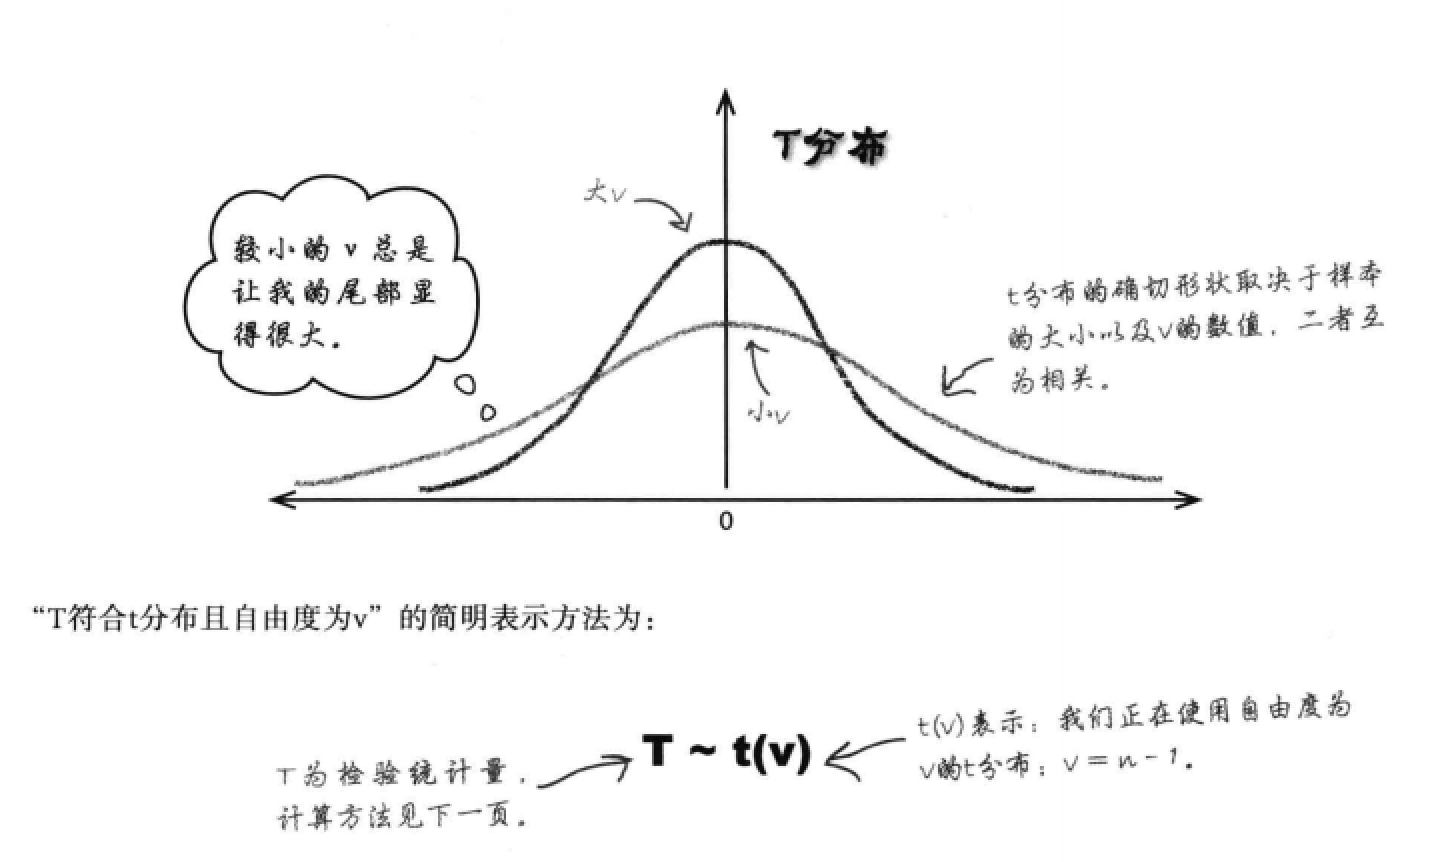 T分布
大v
较小的 v 总是
让我的尾部显
得很大。
t分布的确切形状取决于样本
的大小以及v的数值，二者互
为相关。
小v
0
“T符合t分布且自由度为v”的简明表示方法为：
t(v)表示：我们正在使用自由度为
v的t分布；v = n - 1。
T ~ t(v)
T为检验统计量，
计算方法见下一页。